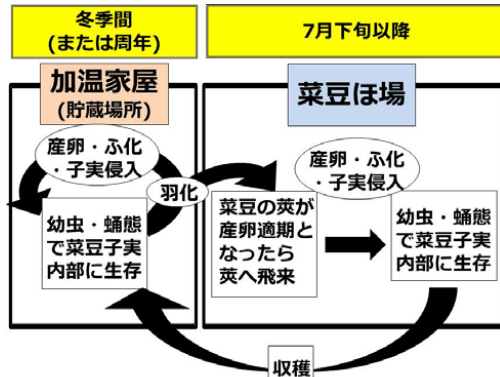 冬季間
(または周年)
7月下旬以降
加温家屋
(貯蔵場所)
菜豆ほ場
産卵・ふ化
・子実侵入
羽化
幼虫・蛹態
で菜豆子実
内部に生存
産卵・ふ化
・子実侵入
菜豆の莢が
産卵適期と
なったら
莢へ飛来
幼虫・蛹態
で菜豆子実
内部に生存
収穫